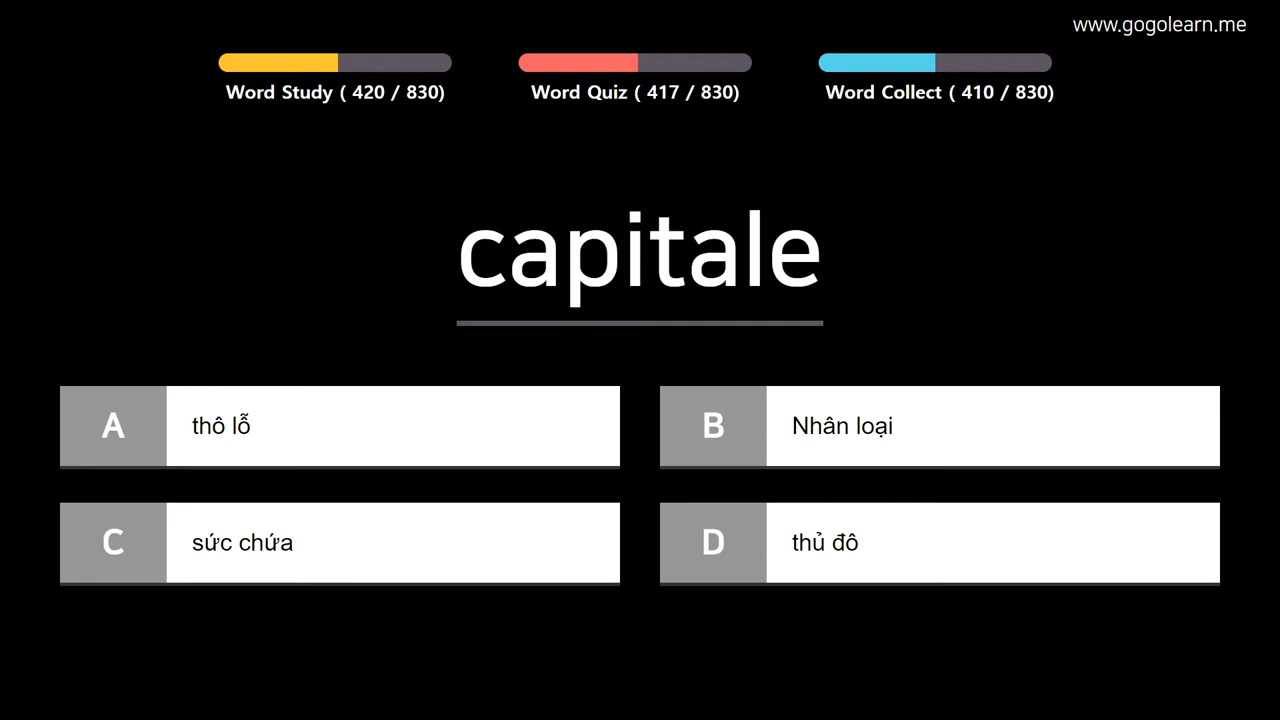 www.gogolearn.me
Word Study ( 420 / 830)
Word Quiz ( 417 / 830)
Word Collect ( 410 / 830)
capitale
A
thô lỗ
B
Nhân loại
C
sức chứa
D
thủ đô